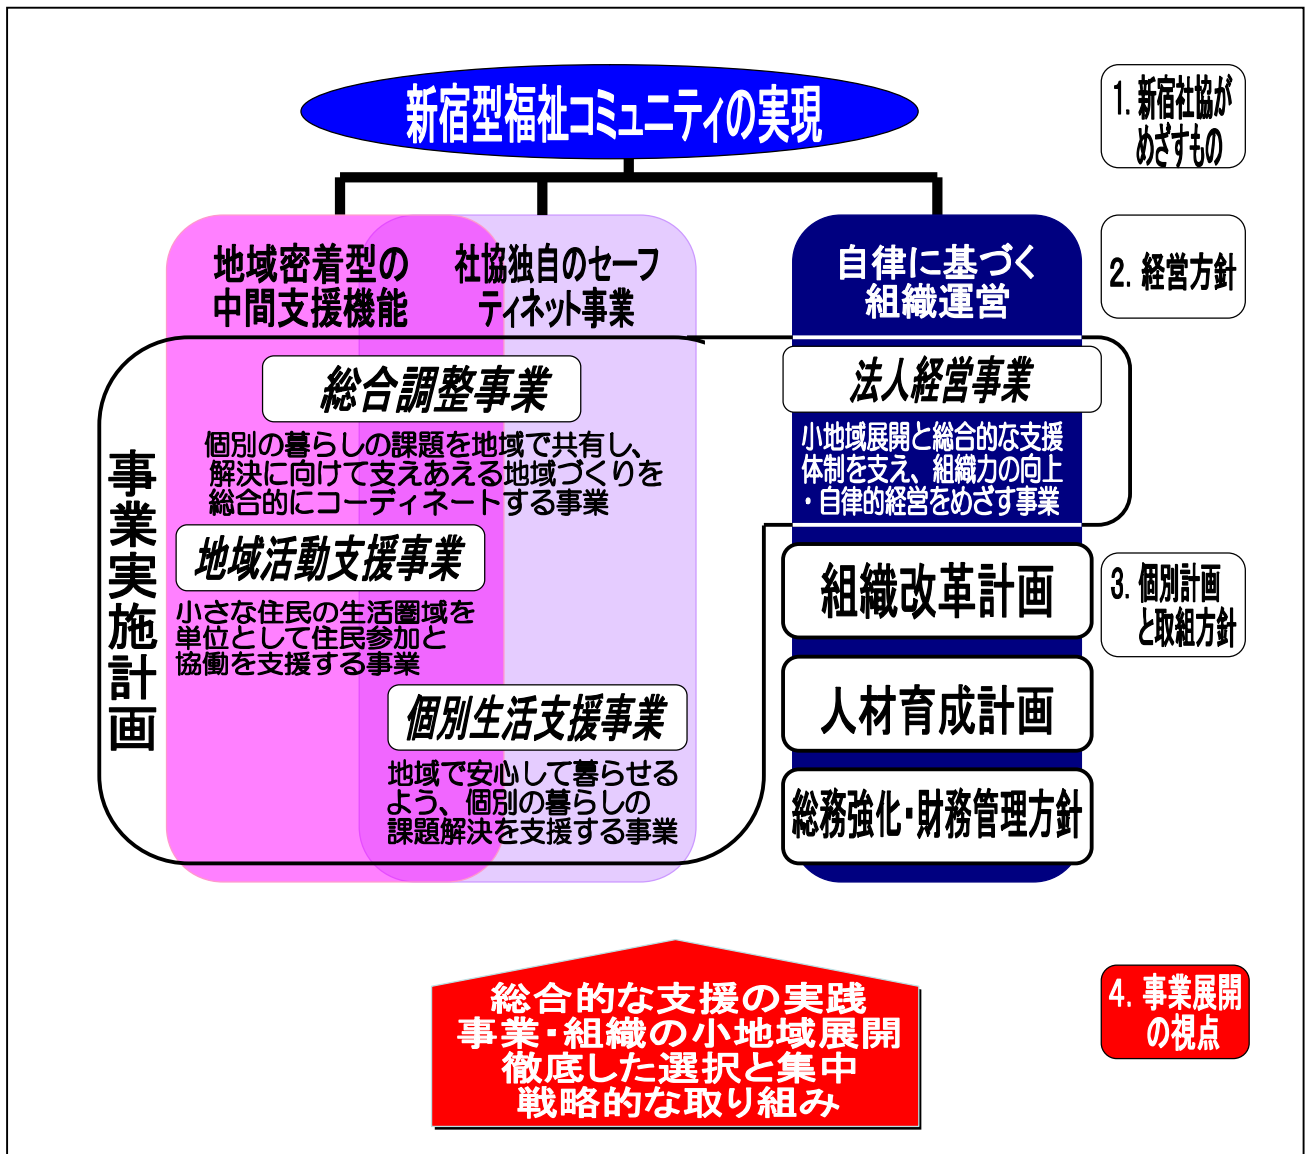 新宿型福祉コミュニティの実現
1. 新宿社協が
めざすもの
地域密着型の
中間支援機能
社協独自のセーフ
ティネット事業
自律に基づく
組織運営
2. 経営方針
事業実施計画
総合調整事業
個別の暮らしの課題を地域で共有し、
解決に向けて支えあえる地域づくりを
総合的にコーディネートする事業
地域活動支援事業
小さな住民の生活圏域を
単位として住民参加と
協働を支援する事業
個別生活支援事業
地域で安心して暮らせる
よう、個別の暮らしの
課題解決を支援する事業
法人経営事業
小地域展開と総合的な支援
体制を支え、組織力の向上
・自律的経営をめざす事業
組織改革計画
人材育成計画
総務強化・財務管理方針
3. 個別計画
と取組方針
総合的な支援の実践
事業・組織の小地域展開
徹底した選択と集中
戦略的な取り組み
4. 事業展開
の視点